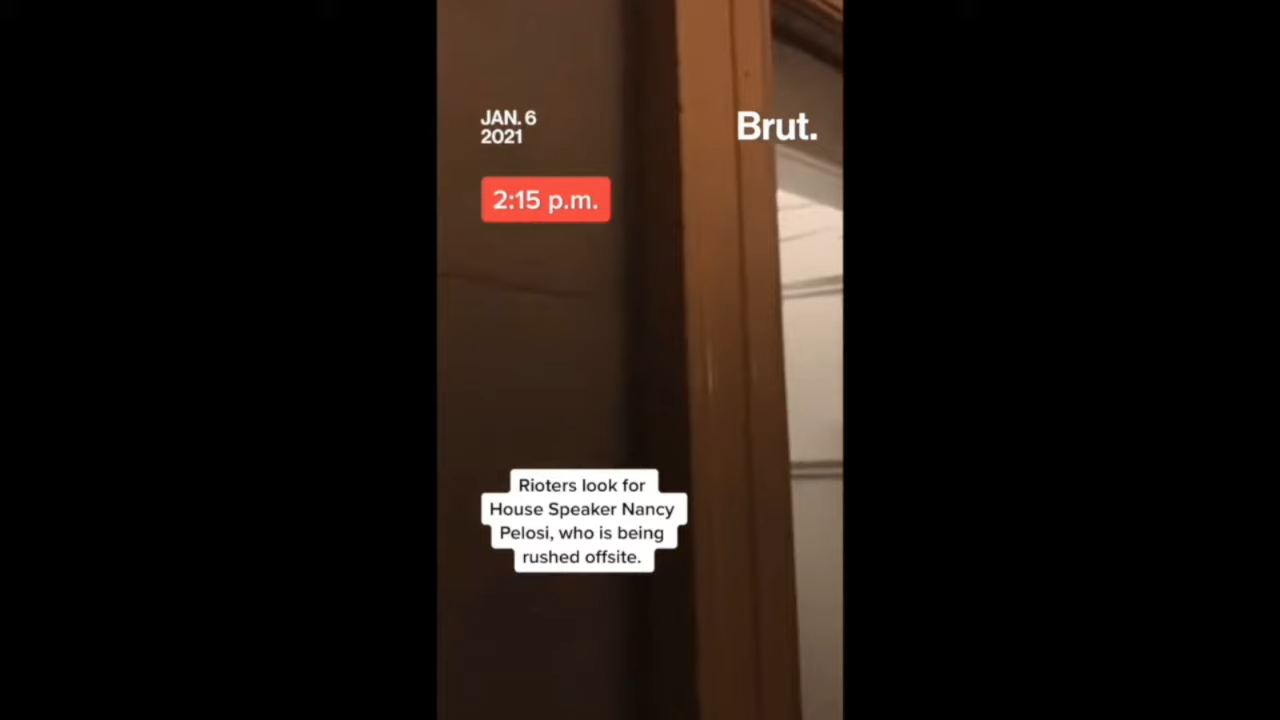 JAN. 6
2021
Brut.
2:15 p.m.
Rioters look for
House Speaker Nancy
Pelosi, who is being
rushed offsite.